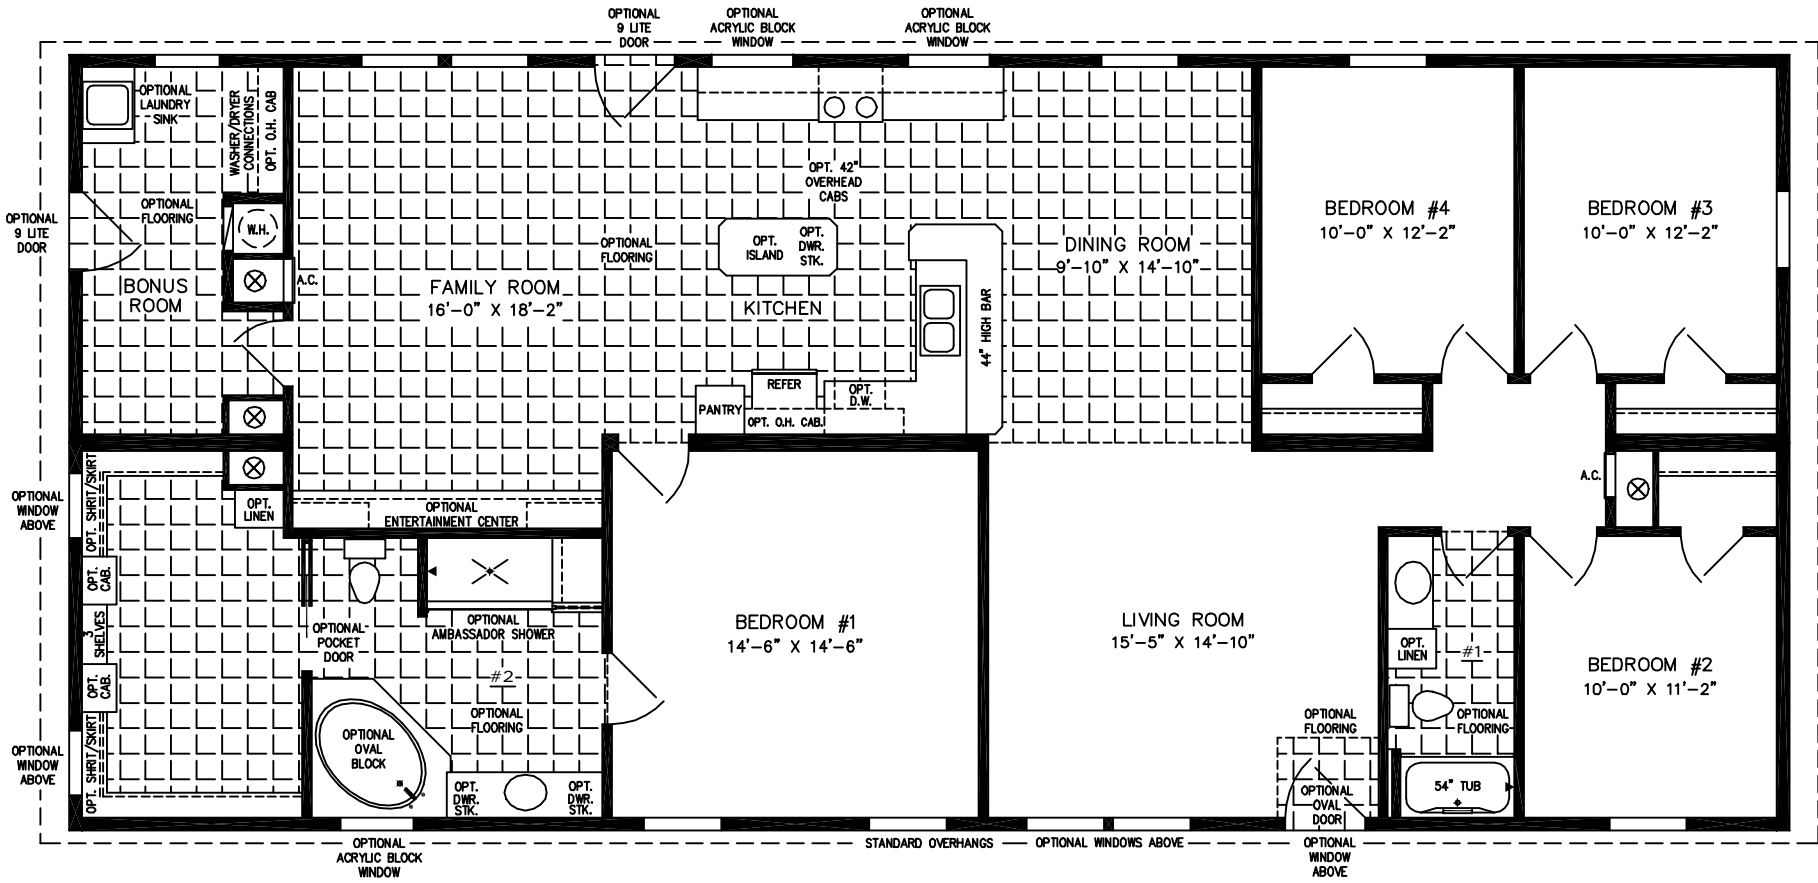 OPTIONAL
9 LITE
DOOR
OPTIONAL
ACRYLIC BLOCK
WINDOW
OPTIONAL
ACRYLIC BLOCK
WINDOW
OPTIONAL
LAUNDRY
SINK
WASHER/DRYER
CONNECTIONS
OPT. O.H. CAB
OPTIONAL
FLOORING
W.H.
OPTIONAL
9 LITE
DOOR
A.C.
BONUS
ROOM
FAMILY ROOM
16'-0" X 18'-2"
OPTIONAL
FLOORING
OPT. 42"
OVERHEAD
CABS
OPT.
ISLAND
OPT.
DWR.
STK.
KITCHEN
44" HIGH BAR
DINING ROOM
9'-10" X 14'-10"
BEDROOM #4
10'-0" X 12'-2"
BEDROOM #3
10'-0" X 12'-2"
PANTRY
REFER
OPT.
D.W.
OPT. O.H. CAB.
A.C.
OPTIONAL
WINDOW
ABOVE
OPT. SHRIT/SKIRT
OPT.
LINEN
OPTIONAL
ENTERTAINMENT CENTER
OPT.
CAB.
3
SHELVES
OPT.
CAB.
OPT. SHRIT/SKIRT
OPTIONAL
WINDOW
ABOVE
OPTIONAL
POCKET
DOOR
OPTIONAL
AMBASSADOR SHOWER
#2
OPTIONAL
FLOORING
OPTIONAL
OVAL
BLOCK
OPT.
DWR.
STK.
OPT.
DWR.
STK.
BEDROOM #1
14'-6" X 14'-6"
LIVING ROOM
15'-5" X 14'-10"
OPT.
LINEN
#1
OPTIONAL
FLOORING
OPTIONAL
FLOORING
54" TUB
OPTIONAL
OVAL
DOOR
BEDROOM #2
10'-0" X 11'-2"
OPTIONAL
ACRYLIC BLOCK
WINDOW
STANDARD OVERHANGS
OPTIONAL WINDOWS ABOVE
OPTIONAL
WINDOW
ABOVE